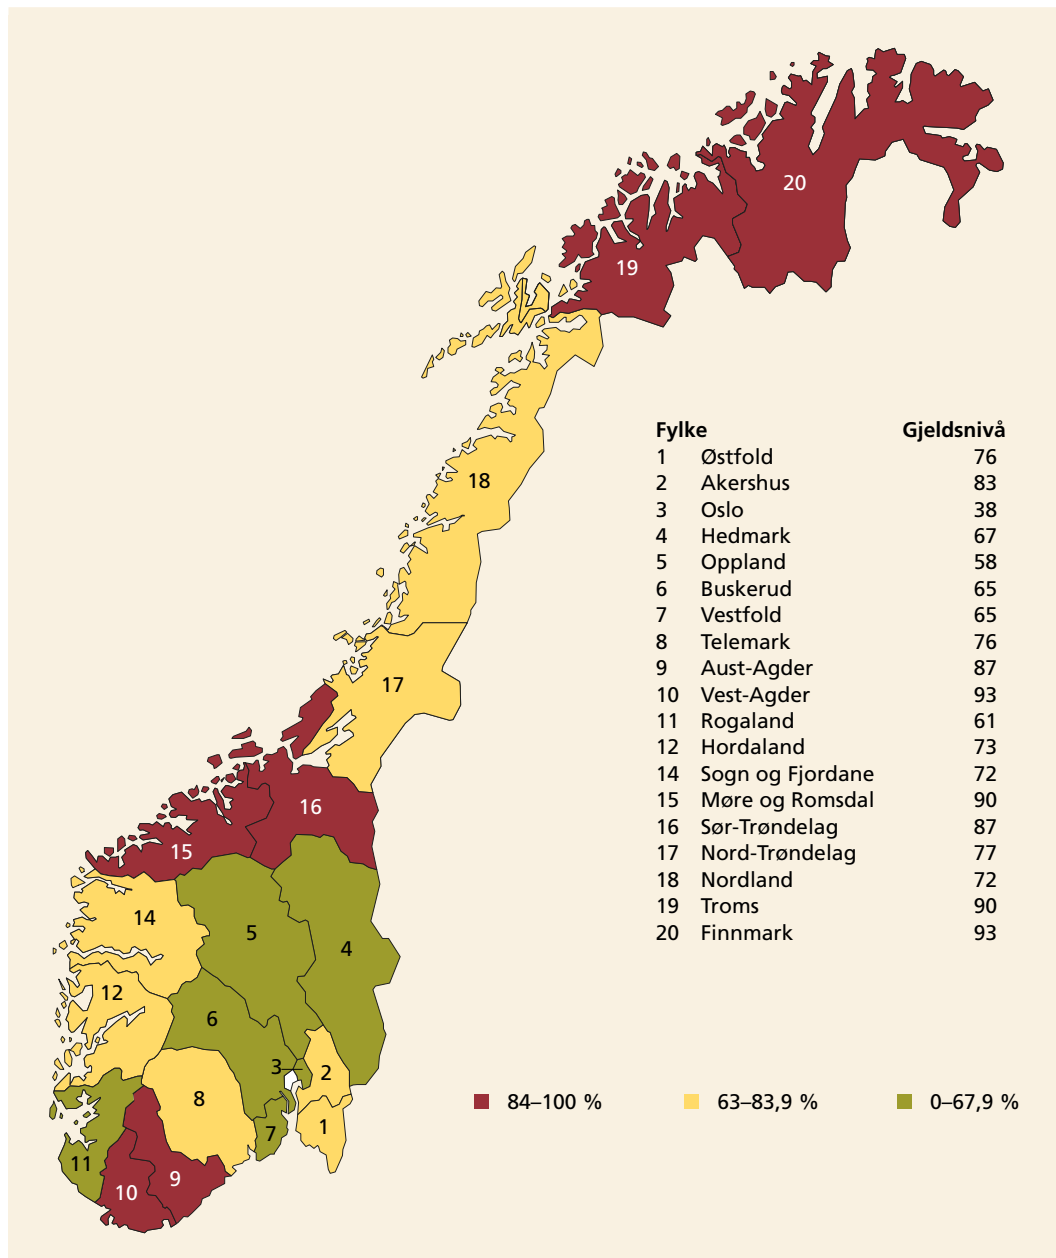 20
19
18
17
16
15
14
5
4
12
6
3
2
8
7
1
11
10
9
Fylke Gjeldsnivå
1 Østfold 76
2 Akershus 83
3 Oslo 38
4 Hedmark 67
5 Oppland 58
6 Buskerud 65
7 Vestfold 65
8 Telemark 76
9 Aust-Agder 87
10 Vest-Agder 93
11 Rogaland 61
12 Hordaland 73
14 Sogn og Fjordane 72
15 Møre og Romsdal 90
16 Sør-Trøndelag 87
17 Nord-Trøndelag 77
18 Nordland 72
19 Troms 90
20 Finnmark 93
84–100 % 63–83,9 % 0–67,9 %